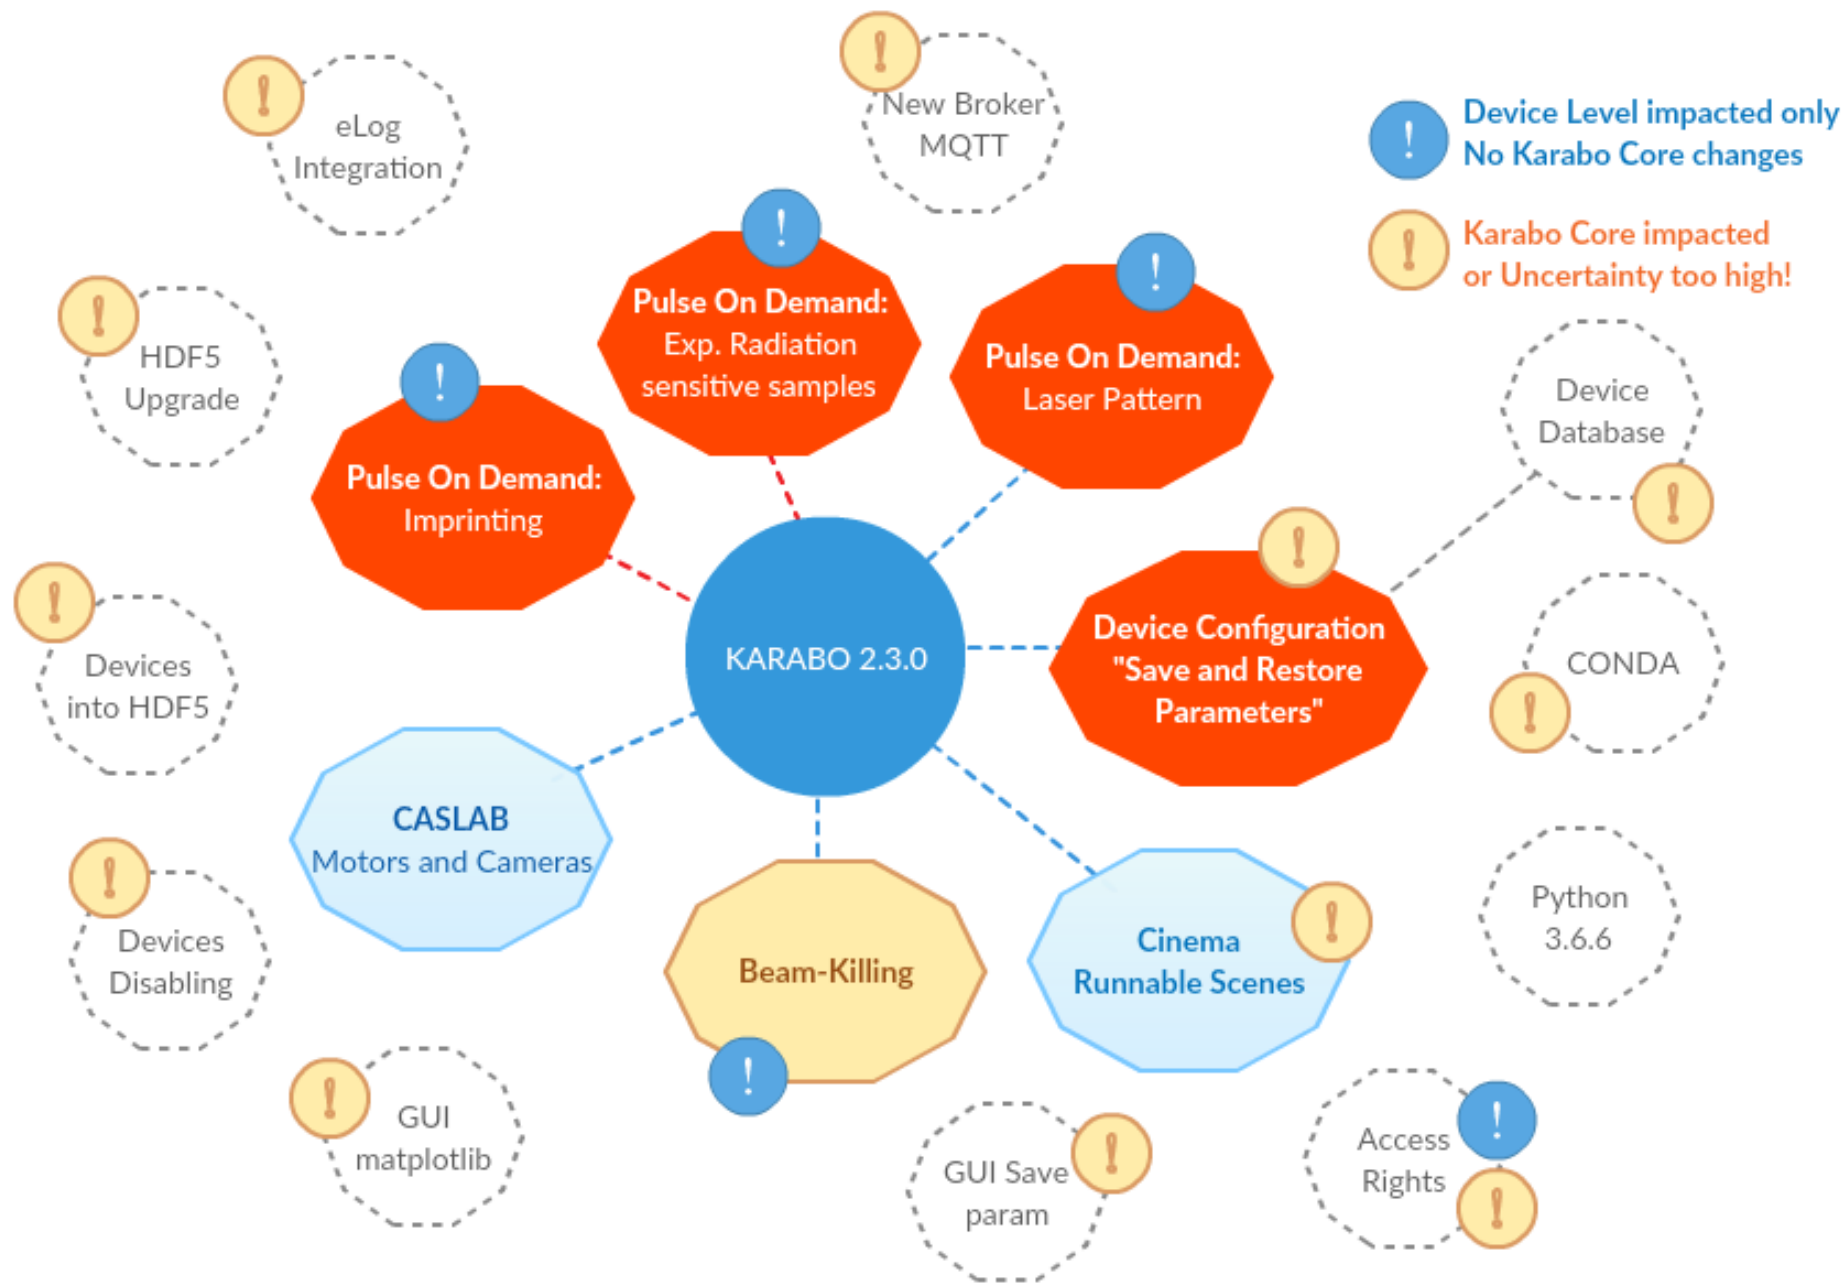 eLog
Integration
New Broker
MQTT
!
Device Level impacted only
No Karabo Core changes
!
Karabo Core impacted
or Uncertainty too high!
!
!
HDF5
Upgrade
!
Pulse On Demand:
Imprinting
!
Pulse On Demand:
Exp. Radiation
sensitive samples
!
Pulse On Demand:
Laser Pattern
!
Device
Database
!
Devices
into HDF5
!
KARABO 2.3.0
Device Configuration
"Save and Restore
Parameters"
!
CONDA
!
CASLAB
Motors and Cameras
Beam-Killing
!
Cinema
Runnable Scenes
!
Python
3.6.6
Devices
Disabling
!
GUI
matplotlib
!
GUI Save
param
!
Access
Rights
!
!